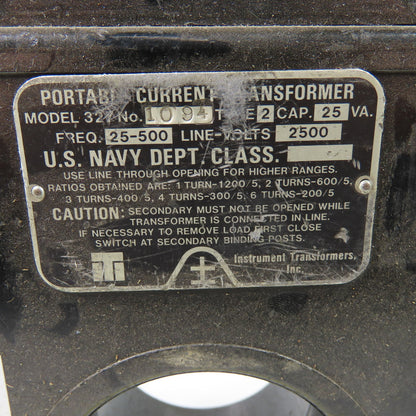 PORTABLE CURRENT TRANSFORMER
MODEL 327 No. 1094 TYPE 2 CAP. 25 VA.
FREQ. 25-500 LINE-VOLTS 2500
U.S. NAVY DEPT. CLASS.
USE LINE THROUGH OPENING FOR HIGHER RANGES.
RATIOS OBTAINED ARE: 1 TURN-1200/5, 2 TURNS-600/5,
3 TURNS-400/5, 4 TURNS-300/5, 6 TURNS-200/5
CAUTION: SECONDARY MUST NOT BE OPENED WHILE
TRANSFORMER IS CONNECTED IN LINE.
IF NECESSARY TO REMOVE LOAD FIRST CLOSE
SWITCH AT SECONDARY BINDING POSTS.
Instrument Transformers,
Inc.